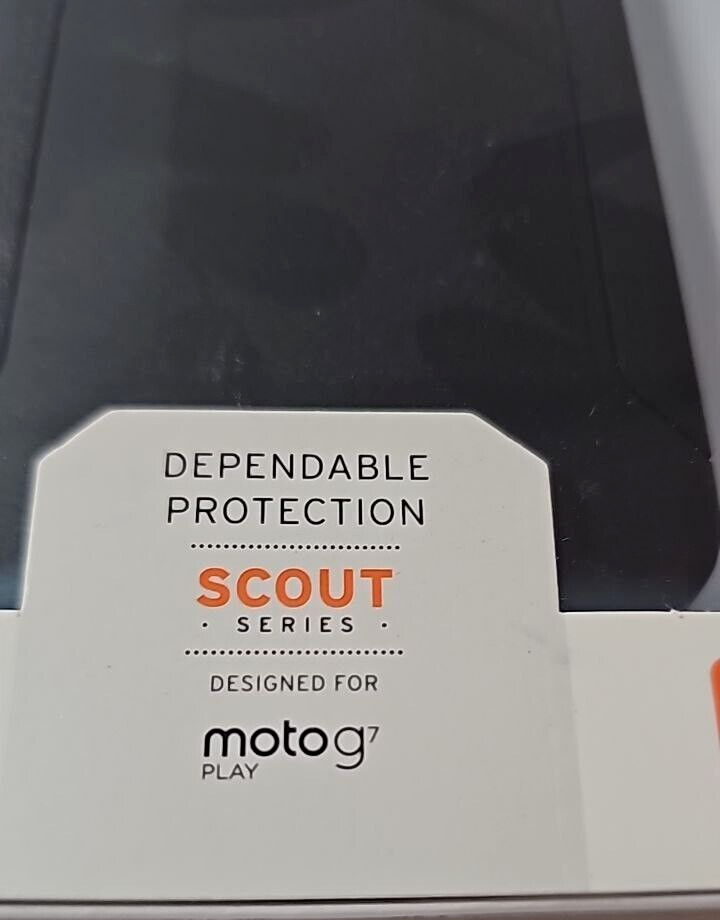 DEPENDABLE
PROTECTION
SCOUT
· SERIES ·
DESIGNED FOR
moto g7
PLAY